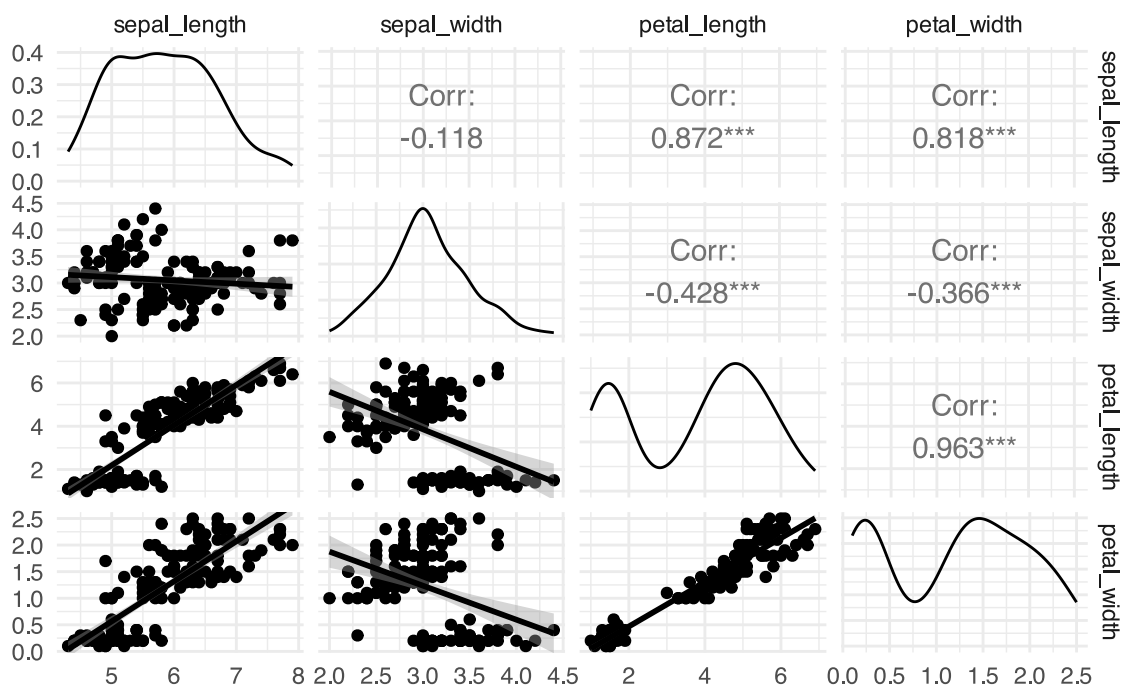 sepal_length sepal_width petal_length petal_width
0.4
0.3
0.2
0.1
0.0
Corr:
-0.118
Corr:
0.872***
Corr:
0.818***
sepal_length
4.5
4.0
3.5
3.0
2.5
2.0
Corr:
-0.428***
Corr:
-0.366***
sepal_width
6
4
2
Corr:
0.963***
petal_length
2.5
2.0
1.5
1.0
0.5
0.0
petal_width
5 6 7 8 2.0 2.5 3.0 3.5 4.0 4.5 2 4 6 0.0 0.5 1.0 1.5 2.0 2.5